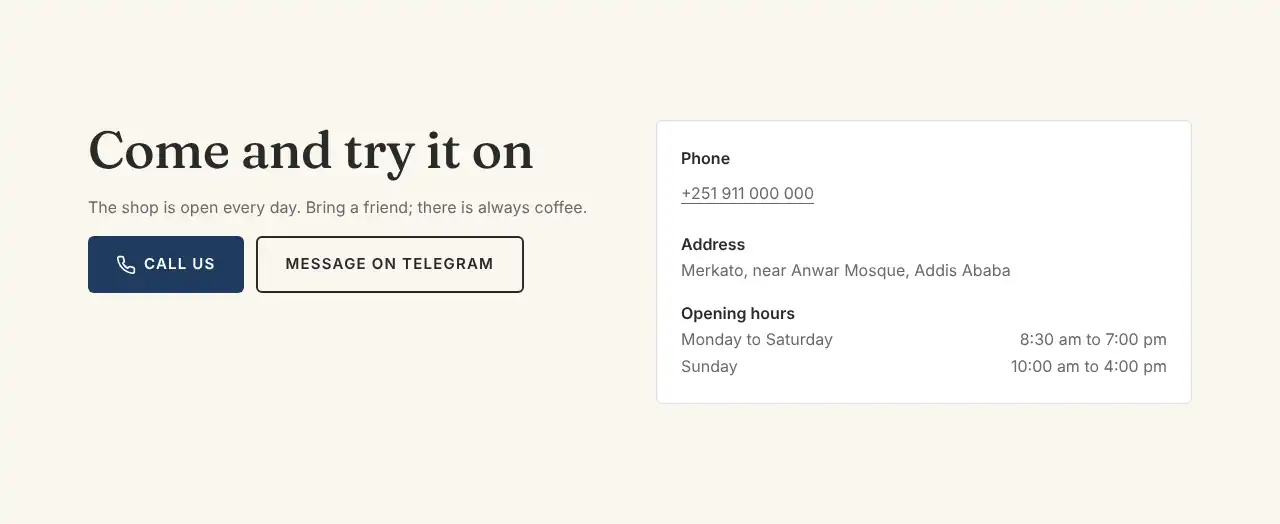 Come and try it on
The shop is open every day. Bring a friend; there is always coffee.
CALL US
MESSAGE ON TELEGRAM
Phone
+251 911 000 000
Address
Merkato, near Anwar Mosque, Addis Ababa
Opening hours
Monday to Saturday 8:30 am to 7:00 pm
Sunday 10:00 am to 4:00 pm